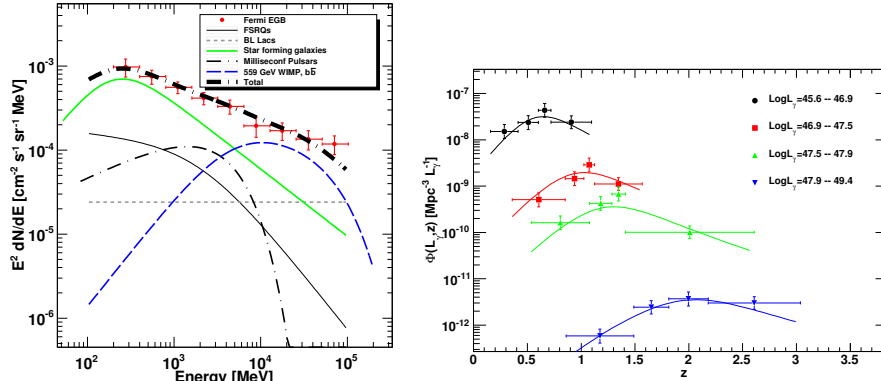 Fermi EGB
FSRQs
BL Lacs
Star forming galaxies
Millisecond Pulsars
559 GeV WIMP, bb̄
Total
E² dN/dE [cm⁻² s⁻¹ sr⁻¹ MeV]
10⁻³
10⁻⁴
10⁻⁵
10⁻⁶
10² 10³ 10⁴ 10⁵
Energy [MeV]
LogL_γ=45.6 -- 46.9
LogL_γ=46.9 -- 47.5
LogL_γ=47.5 -- 47.9
LogL_γ=47.9 -- 49.4
Φ(L_γ,z) [Mpc⁻³ L_γ⁻¹]
10⁻⁷
10⁻⁸
10⁻⁹
10⁻¹⁰
10⁻¹¹
10⁻¹²
0 0.5 1 1.5 2 2.5 3 3.5
z